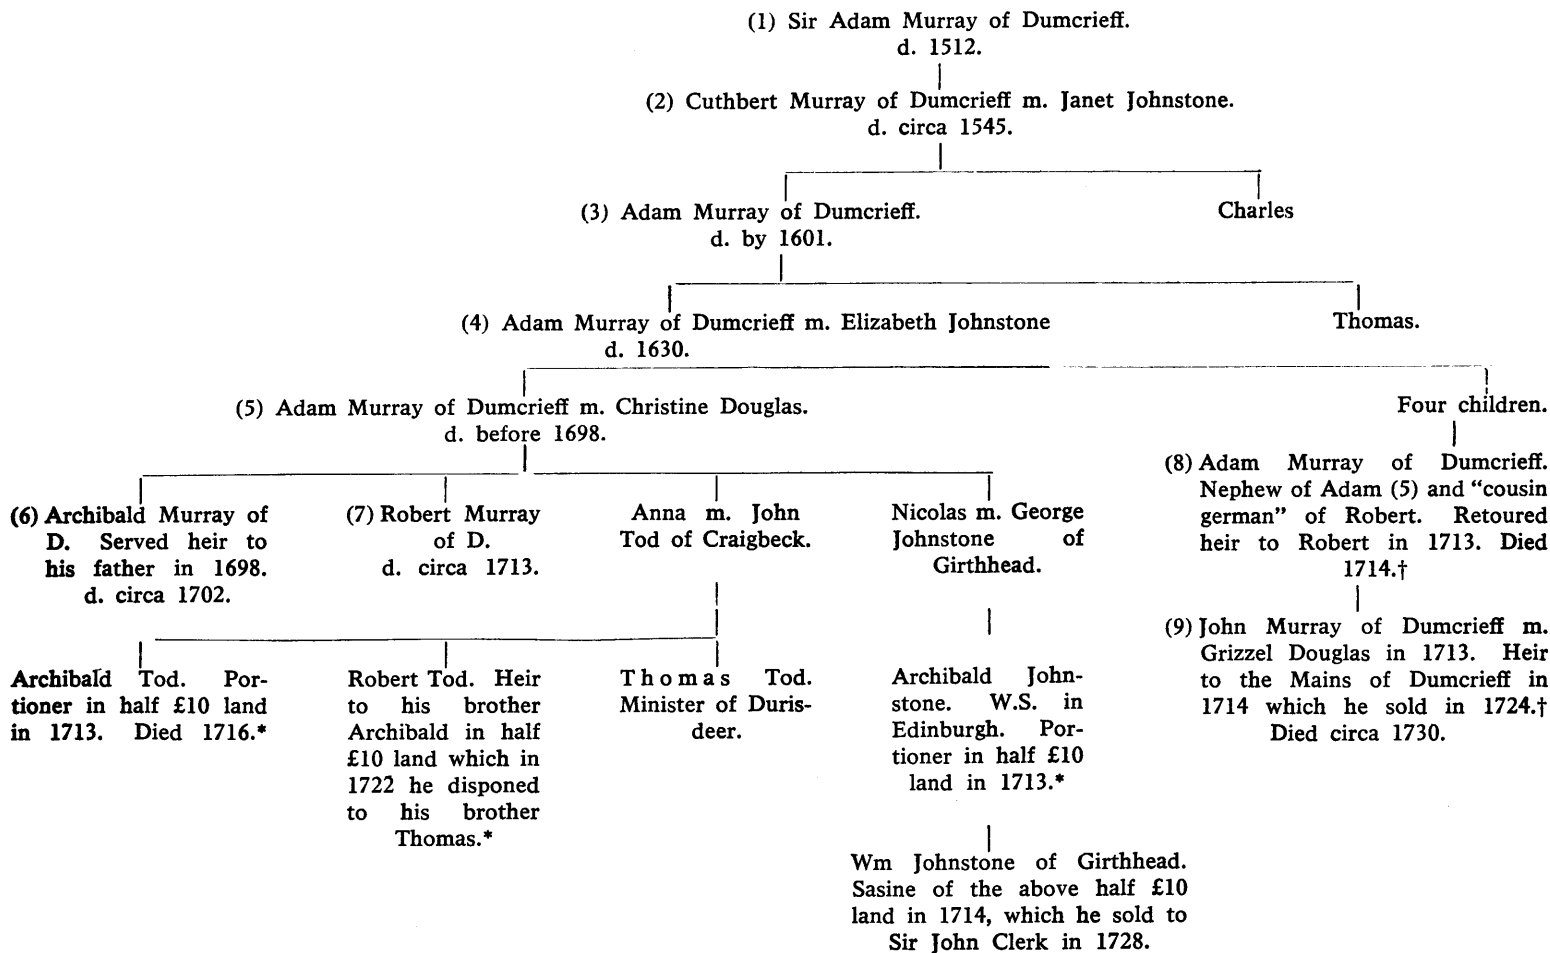 (1) Sir Adam Murray of Dumcrieff.
d. 1512.
(2) Cuthbert Murray of Dumcrieff m. Janet Johnstone.
d. circa 1545.
(3) Adam Murray of Dumcrieff.
d. by 1601.
Charles
(4) Adam Murray of Dumcrieff m. Elizabeth Johnstone
d. 1630.
Thomas.
(5) Adam Murray of Dumcrieff m. Christine Douglas.
d. before 1698.
Four children.
(6) Archibald Murray of
D. Served heir to
his father in 1698.
d. circa 1702.
(7) Robert Murray
of D.
d. circa 1713.
Anna m. John
Tod of Craigbeck.
Nicolas m. George
Johnstone of
Girthhead.
(8) Adam Murray of Dumcrieff.
Nephew of Adam (5) and "cousin
german" of Robert. Retoured
heir to Robert in 1713. Died
1714.†
Archibald Tod. Por-
tioner in half £10 land
in 1713. Died 1716.*
Robert Tod. Heir
to his brother
Archibald in half
£10 land which in
1722 he disponed
to his brother
Thomas.*
Thomas Tod.
Minister of Duris-
deer.
Archibald John-
stone. W.S. in
Edinburgh. Por-
tioner in half £10
land in 1713.*
(9) John Murray of Dumcrieff m.
Grizzel Douglas in 1713. Heir
to the Mains of Dumcrieff in
1714 which he sold in 1724.†
Died circa 1730.
Wm Johnstone of Girthhead.
Sasine of the above half £10
land in 1714, which he sold to
Sir John Clerk in 1728.